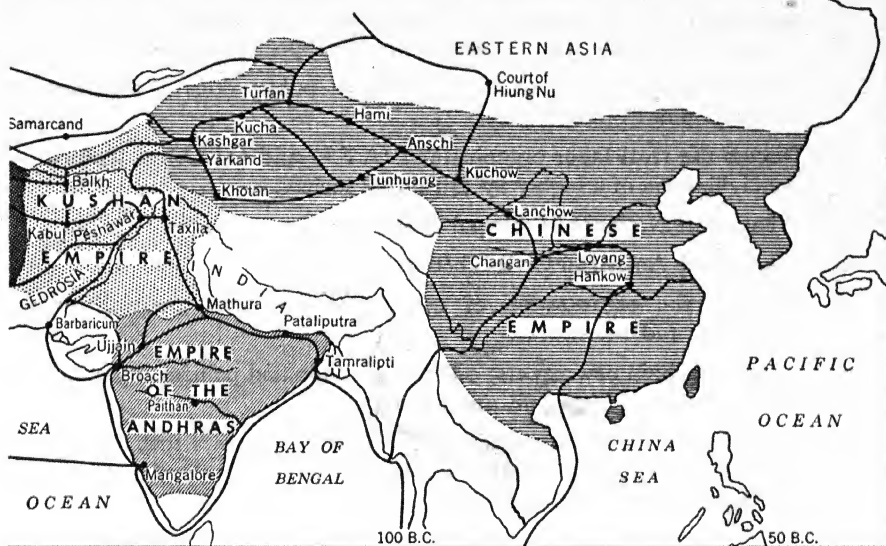 EASTERN ASIA
Court of
Hiung Nu
Turfan
Hami
Samarcand
Kucha
Kashgar
Anschi
Yarkand
Kuchow
Balkh
Tunhuang
Khotan
KUSHAN
Lanchow
Kabul
Peshawar
Taxila
CHINESE
EMPIRE
Changan
Loyang
GEDROSIA
INDIA
Hankow
Mathura
Barbaricum
Pataliputra
EMPIRE
Ujjain
EMPIRE
Tamralipti
Broach
OF THE
PACIFIC
Paithan
OCEAN
SEA
ANDHRAS
BAY OF
BENGAL
CHINA
SEA
Mangalore
OCEAN
100 B.C.
50 B.C.